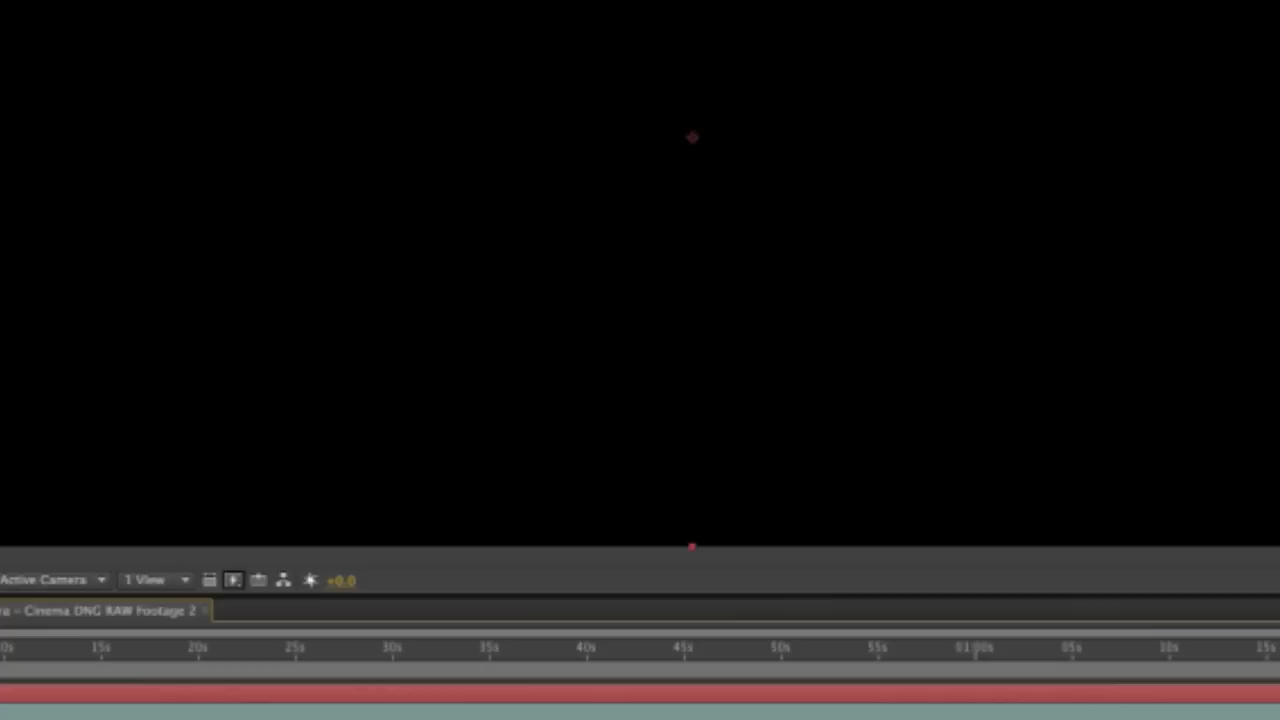 Active Camera 1 View +0.0
ra – Cinema DNG RAW Footage 2
0s 15s 20s 25s 30s 35s 40s 45s 50s 55s 01:00s 05s 10s 15s